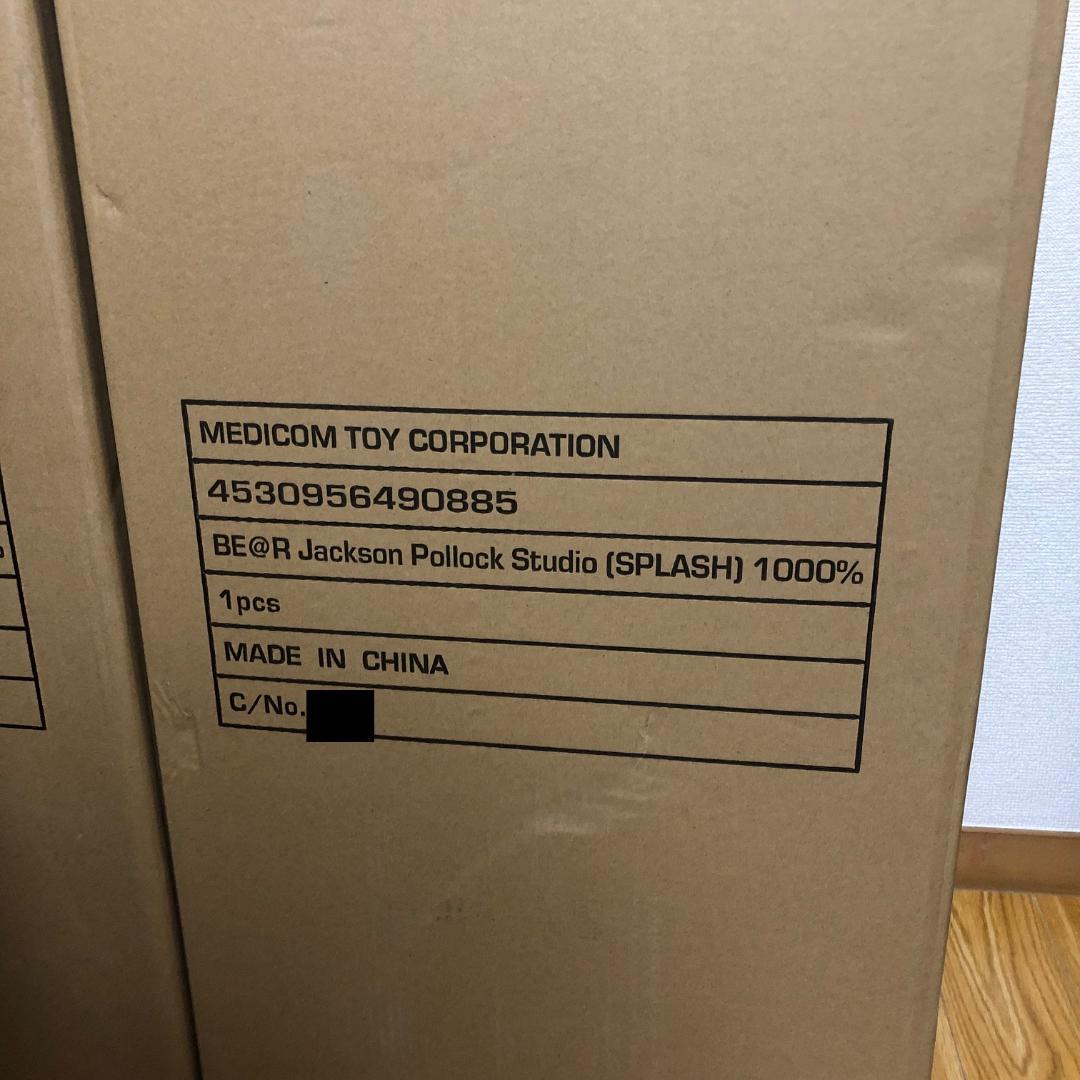 MEDICOM TOY CORPORATION
4530956490885
BE@R Jackson Pollock Studio (SPLASH) 1000%
1pcs
MADE IN CHINA
C/No.
%